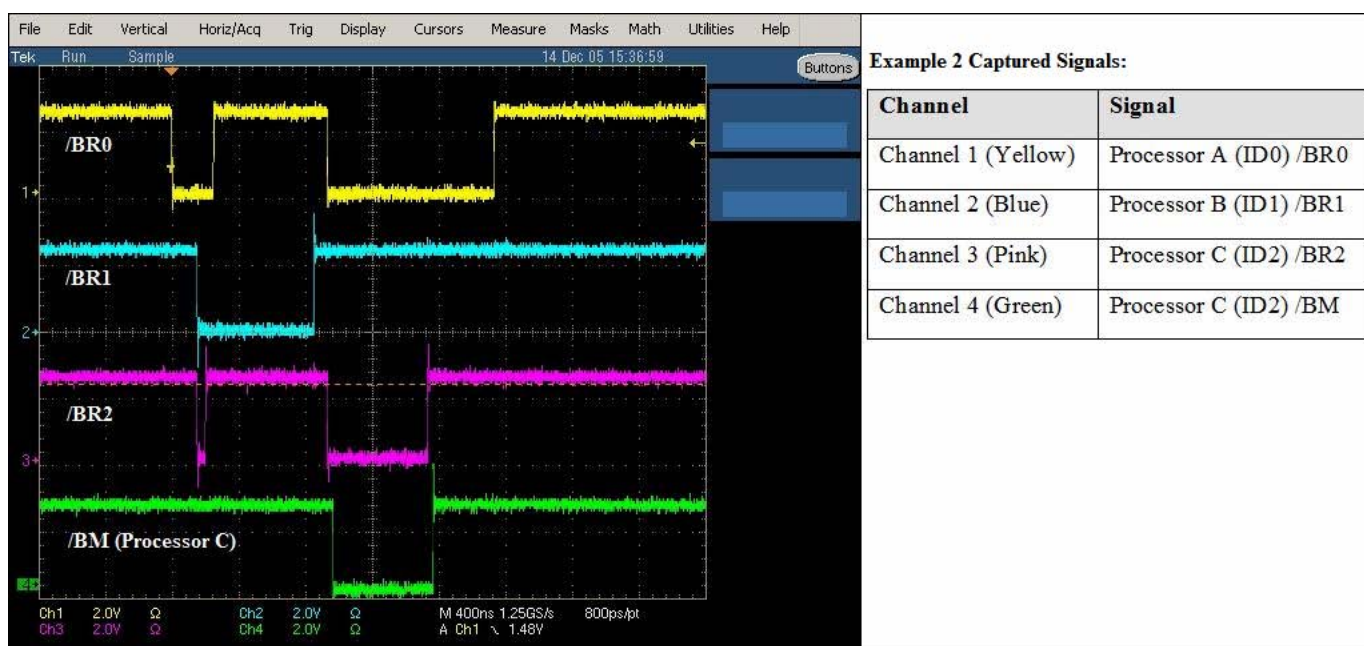 File Edit Vertical Horiz/Acq Trig Display Cursors Measure Masks Math Utilities Help
Tek Run Sample 14 Dec 05 15:36:59
Buttons
/BR0
1
/BR1
2
/BR2
3
/BM (Processor C)
4
Ch1 2.0V Ω Ch2 2.0V Ω M 400ns 1.25GS/s 800ps/pt
Ch3 2.0V Ω Ch4 2.0V Ω A Ch1 \ 1.48V
Example 2 Captured Signals:
Channel Signal
Channel 1 (Yellow) Processor A (ID0) /BR0
Channel 2 (Blue) Processor B (ID1) /BR1
Channel 3 (Pink) Processor C (ID2) /BR2
Channel 4 (Green) Processor C (ID2) /BM